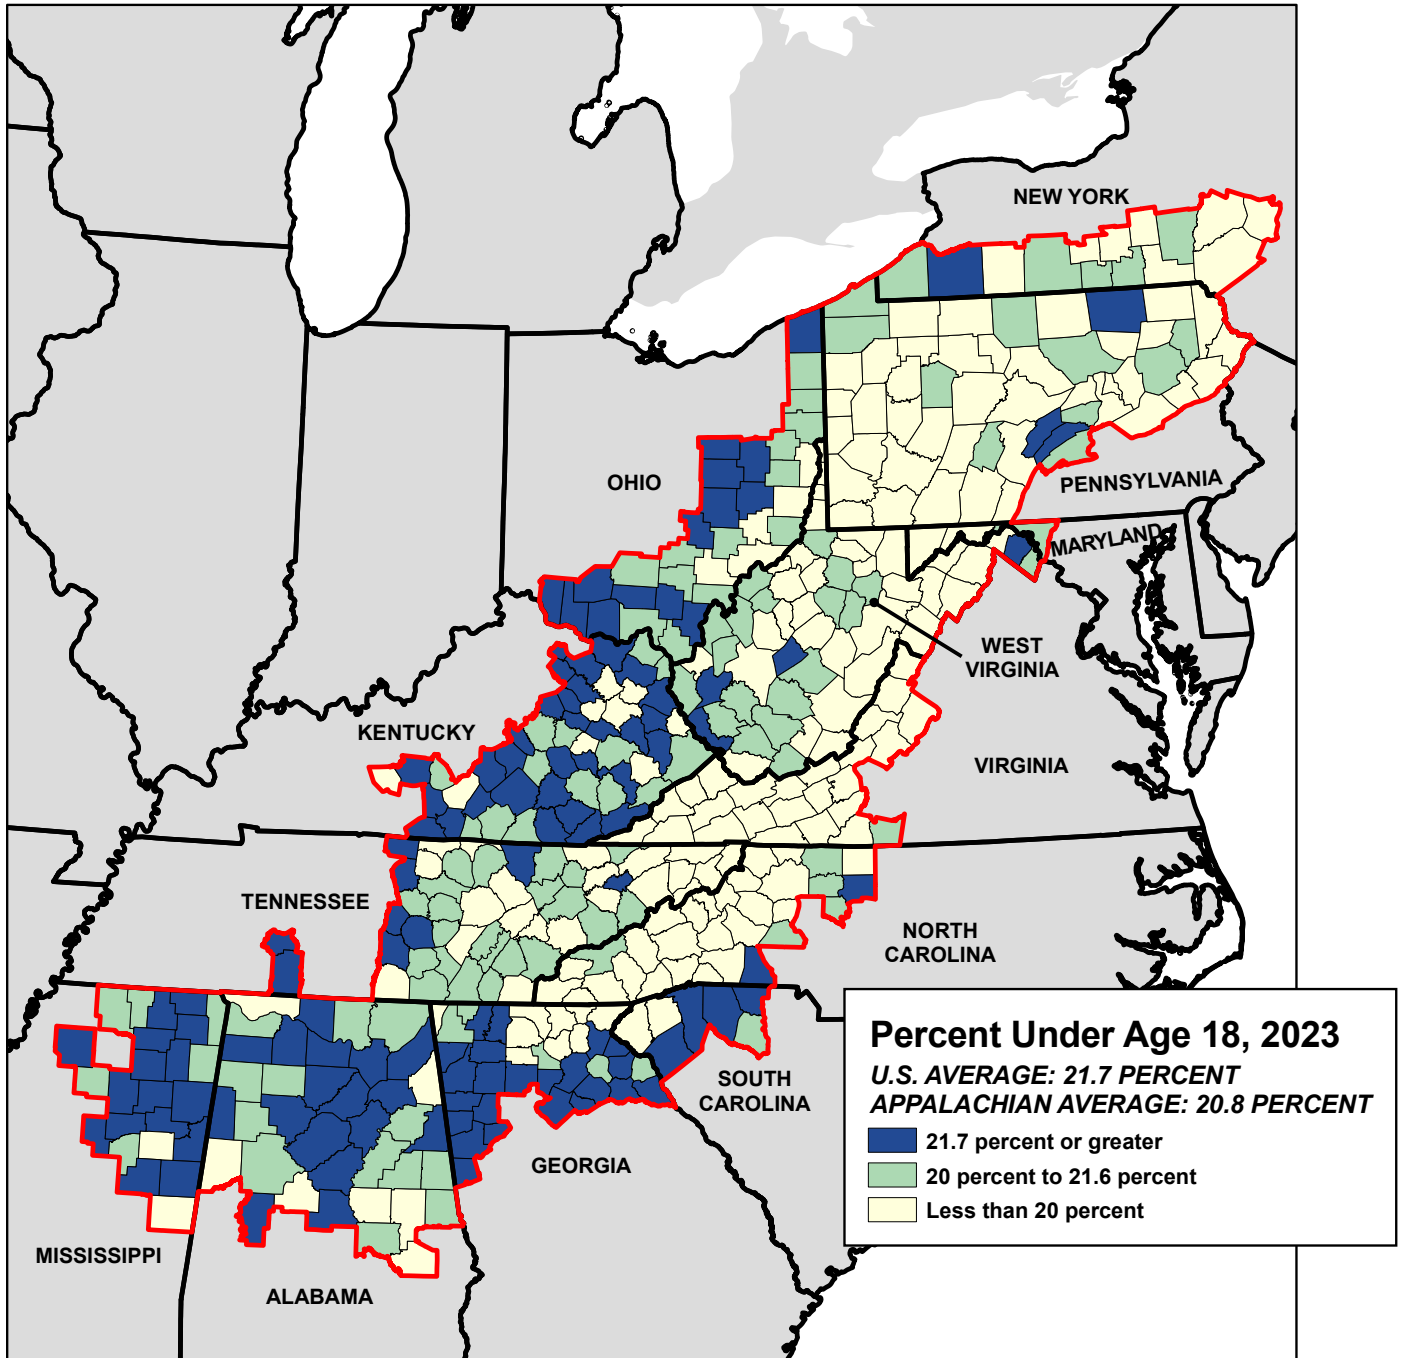 NEW YORK
OHIO
PENNSYLVANIA
MARYLAND
WEST
VIRGINIA
KENTUCKY
VIRGINIA
TENNESSEE
NORTH
CAROLINA
SOUTH
CAROLINA
GEORGIA
MISSISSIPPI
ALABAMA
Percent Under Age 18, 2023
U.S. AVERAGE: 21.7 PERCENT
APPALACHIAN AVERAGE: 20.8 PERCENT
21.7 percent or greater
20 percent to 21.6 percent
Less than 20 percent